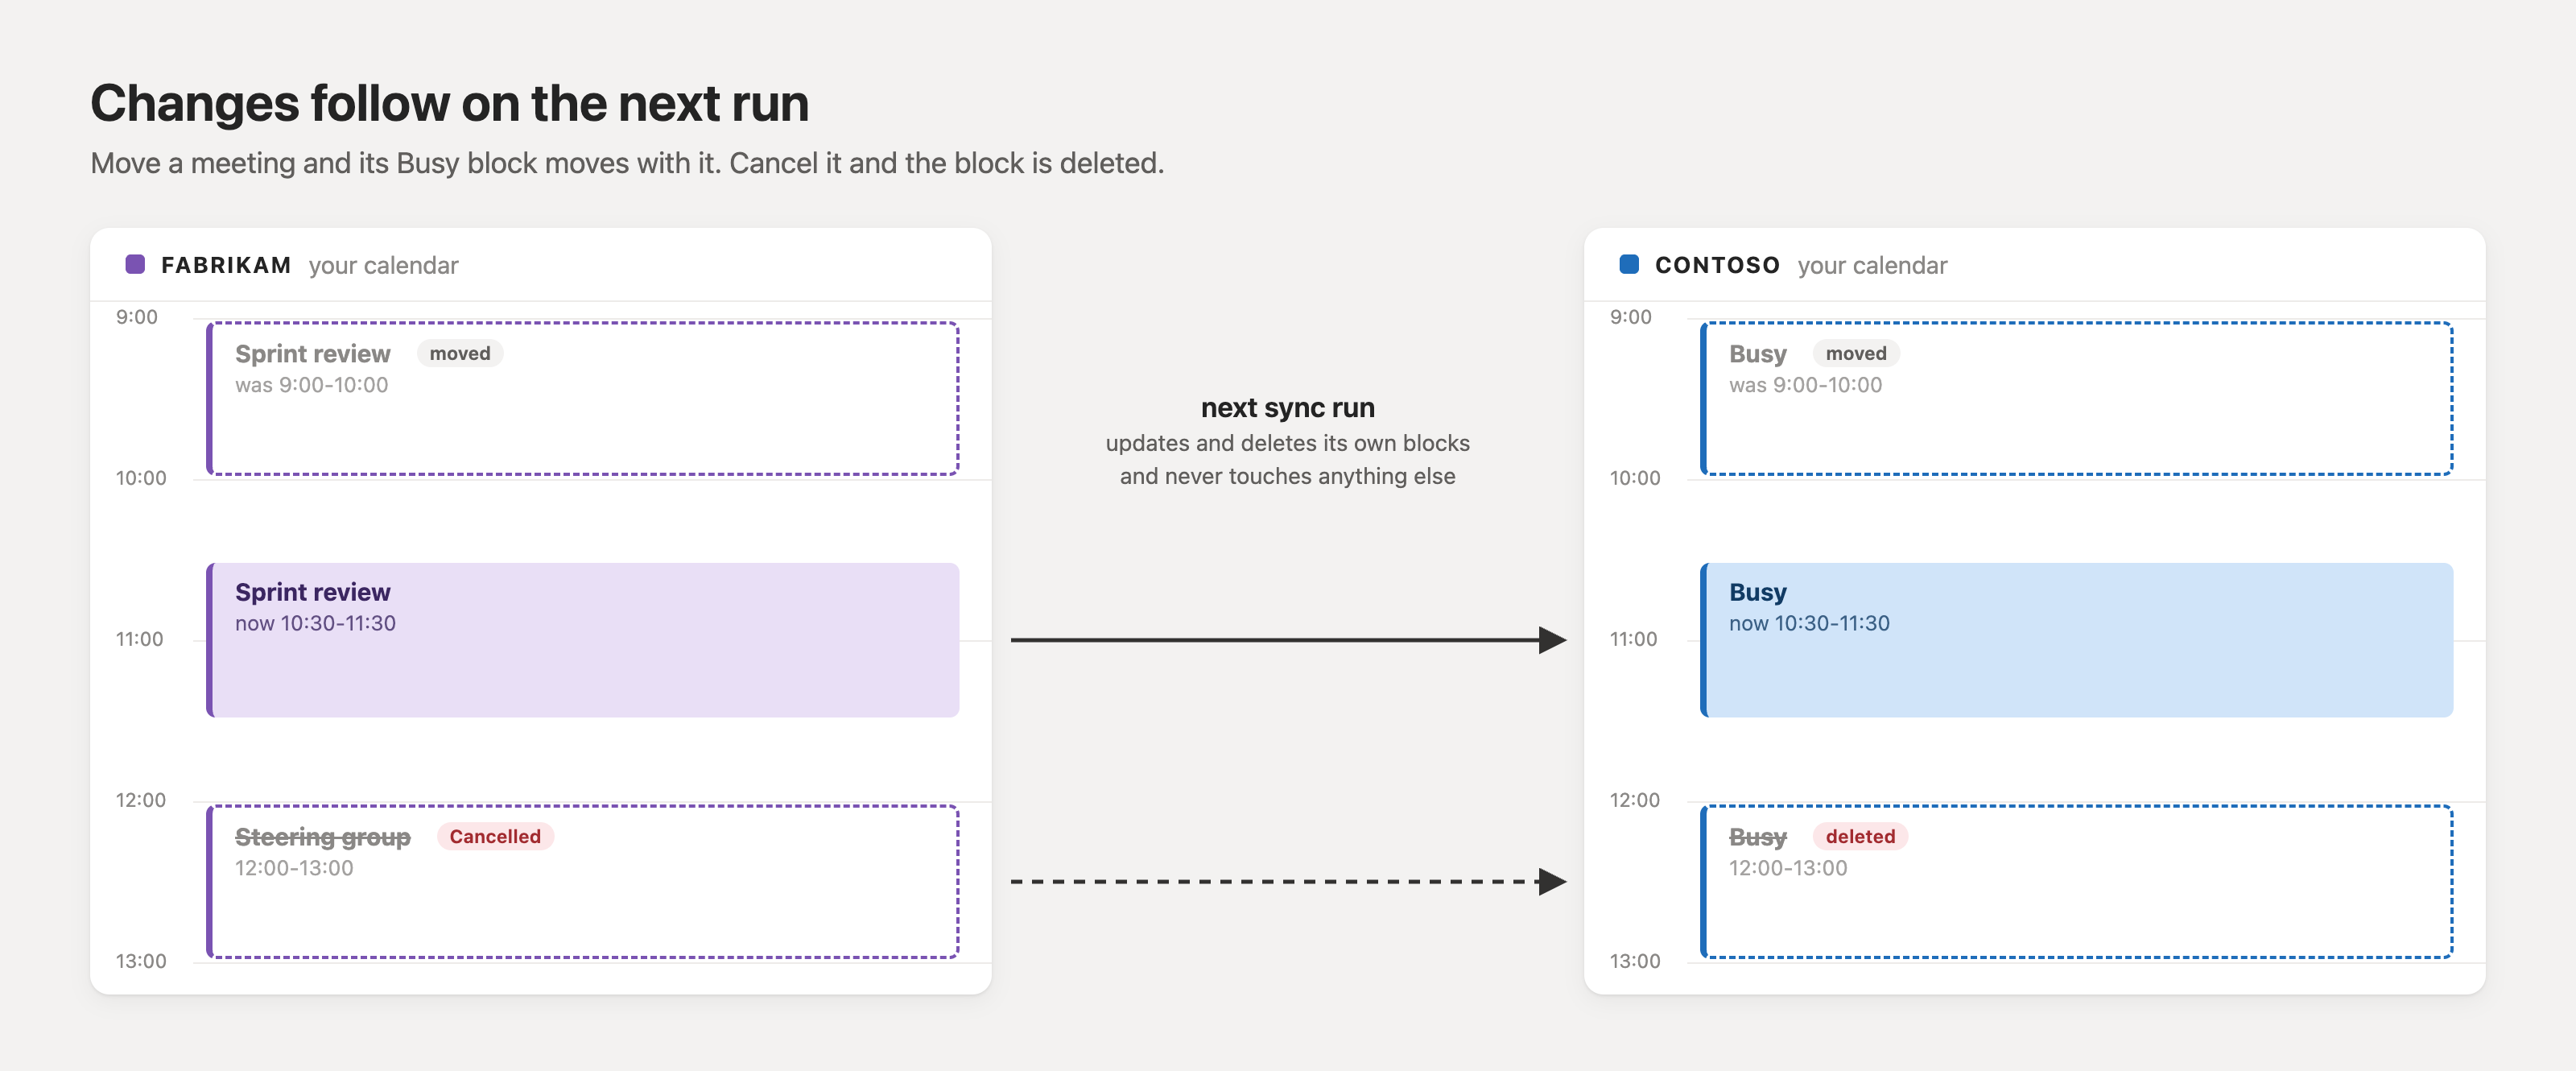 Changes follow on the next run
Move a meeting and its Busy block moves with it. Cancel it and the block is deleted.
FABRIKAM your calendar
9:00
Sprint review moved
was 9:00-10:00
10:00
Sprint review
now 10:30-11:30
11:00
12:00
Steering group Cancelled
12:00-13:00
13:00
next sync run
updates and deletes its own blocks
and never touches anything else
CONTOSO your calendar
9:00
Busy moved
was 9:00-10:00
10:00
Busy
now 10:30-11:30
11:00
12:00
Busy deleted
12:00-13:00
13:00